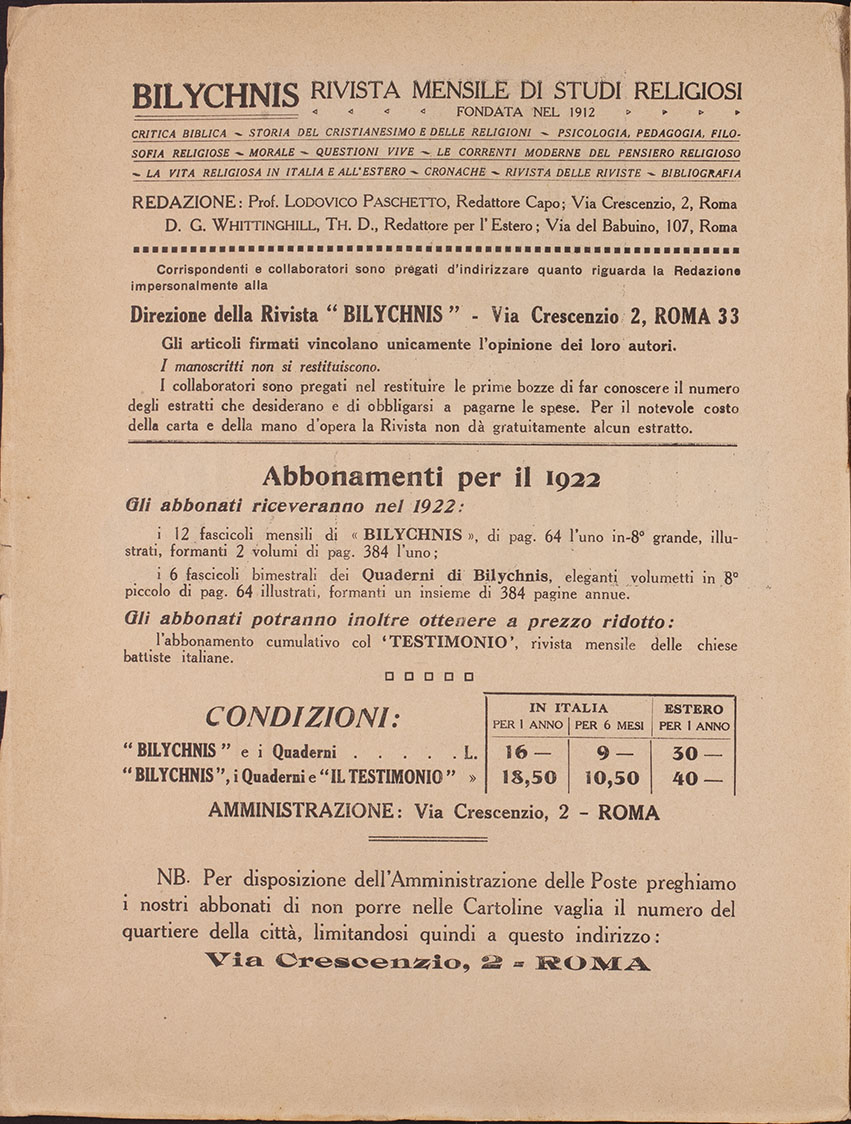 BILYCHNIS RIVISTA MENSILE DI STUDI RELIGIOSI
FONDATA NEL 1912
CRITICA BIBLICA ~ STORIA DEL CRISTIANESIMO E DELLE RELIGIONI ~ PSICOLOGIA, PEDAGOGIA, FILO-
SOFIA RELIGIOSE ~ MORALE ~ QUESTIONI VIVE ~ LE CORRENTI MODERNE DEL PENSIERO RELIGIOSO
~ LA VITA RELIGIOSA IN ITALIA E ALL'ESTERO ~ CRONACHE ~ RIVISTA DELLE RIVISTE ~ BIBLIOGRAFIA
REDAZIONE: Prof. LODOVICO PASCHETTO, Redattore Capo; Via Crescenzio, 2, Roma
D. G. WHITTINGHILL, TH. D., Redattore per l'Estero; Via del Babuino, 107, Roma
Corrispondenti e collaboratori sono pregati d'indirizzare quanto riguarda la Redazione
impersonalmente alla
Direzione della Rivista " BILYCHNIS " - Via Crescenzio 2, ROMA 33
Gli articoli firmati vincolano unicamente l'opinione dei loro autori.
I manoscritti non si restituiscono.
I collaboratori sono pregati nel restituire le prime bozze di far conoscere il numero
degli estratti che desiderano e di obbligarsi a pagarne le spese. Per il notevole costo
della carta e della mano d'opera la Rivista non dà gratuitamente alcun estratto.
Abbonamenti per il 1922
Gli abbonati riceveranno nel 1922:
i 12 fascicoli mensili di « BILYCHNIS », di pag. 64 l'uno in-8° grande, illu-
strati, formanti 2 volumi di pag. 384 l'uno;
i 6 fascicoli bimestrali dei Quaderni di Bilychnis, eleganti volumetti in 8°
piccolo di pag. 64 illustrati, formanti un insieme di 384 pagine annue.
Gli abbonati potranno inoltre ottenere a prezzo ridotto:
l'abbonamento cumulativo col 'TESTIMONIO', rivista mensile delle chiese
battiste italiane.
CONDIZIONI:
IN ITALIA ESTERO
PER 1 ANNO PER 6 MESI PER 1 ANNO
" BILYCHNIS " e i Quaderni . . . . . L. 16 — 9 — 30 —
" BILYCHNIS", i Quaderni e "IL TESTIMONIO" » 18,50 10,50 40 —
AMMINISTRAZIONE: Via Crescenzio, 2 - ROMA
NB. Per disposizione dell'Amministrazione delle Poste preghiamo
i nostri abbonati di non porre nelle Cartoline vaglia il numero del
quartiere della città, limitandosi quindi a questo indirizzo:
Via Crescenzio, 2 = ROMA